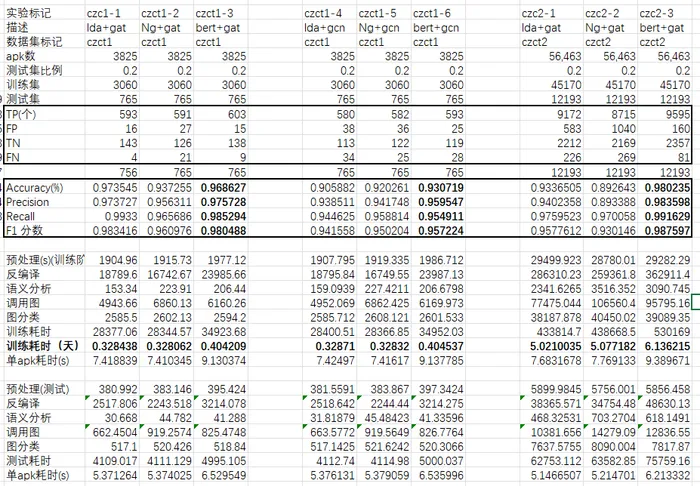 实验标记 czc1-1 czct1-2 czct1-3 czct1-4 czct1-5 czct1-6 czc2-1 czc2-2 czc2-3
描述 lda+gat Ng+gat bert+gat lda+gcn Ng+gcn bert+gcn lda+gat Ng+gat bert+gat
数据集标记 czct1 czct1 czct1 czct1 czct1 czct1 czct2 czct2 czct2
apk数 3825 3825 3825 3825 3825 3825 56,463 56,463 56,463
测试集比例 0.2 0.2 0.2 0.2 0.2 0.2 0.2 0.2 0.2
训练集 3060 3060 3060 3060 3060 3060 45170 45170 45170
测试集 765 765 765 765 765 765 12193 12193 12193
TP(个) 593 591 603 580 582 593 9172 8715 9595
FP 16 27 15 38 36 25 583 1040 160
TN 143 126 138 113 122 119 2212 2169 2357
FN 4 21 9 34 25 28 226 269 81
756 765 765 765 765 765 12193 12193 12193
Accuracy(%) 0.973545 0.937255 0.968627 0.905882 0.920261 0.930719 0.9336505 0.892643 0.980235
Precision 0.973727 0.956311 0.975728 0.938511 0.941748 0.959547 0.9402358 0.893388 0.983598
Recall 0.9933 0.965686 0.985294 0.944625 0.958814 0.954911 0.9759523 0.970058 0.991629
F1 分数 0.983416 0.960976 0.980488 0.941558 0.950204 0.957224 0.9577612 0.930146 0.987597
预处理(s)(训练阶 1904.96 1915.73 1977.12 1907.795 1919.335 1986.712 29499.923 28780.01 29282.29
反编译 18789.6 16742.67 23985.66 18795.84 16749.55 23987.13 286310.23 259361.8 362911.4
语义分析 153.34 223.91 206.44 159.0939 227.4211 206.6798 2341.6265 3516.352 3090.745
调用图 4943.66 6860.13 6160.26 4952.069 6862.425 6169.973 77475.044 106560.4 95795.16
图分类 2585.5 2602.13 2594.2 2585.712 2608.121 2601.533 38187.878 40450.02 39089.35
训练耗时 28377.06 28344.57 34923.68 28400.51 28366.85 34952.03 433814.7 438668.5 530169
训练耗时（天） 0.328438 0.328062 0.404209 0.32871 0.32832 0.404537 5.0210035 5.077182 6.136215
单apk耗时(s) 7.418839 7.410345 9.130374 7.42497 7.41617 9.137785 7.6831678 7.769133 9.389671
预处理(测试) 380.992 383.146 395.424 381.5591 383.867 397.3424 5899.9845 5756.001 5856.458
反编译 2517.806 2243.518 3214.078 2518.642 2244.44 3214.275 38365.571 34754.48 48630.13
语义分析 30.668 44.782 41.288 31.81879 45.48423 41.33596 468.32531 703.2704 618.1491
调用图 662.4504 919.2574 825.4748 663.5772 919.5649 826.7764 10381.656 14279.09 12836.55
图分类 517.1 520.426 518.84 517.1425 521.6242 520.3066 7637.5755 8090.004 7817.87
测试耗时 4109.017 4111.129 4995.105 4112.74 4114.98 5000.037 62753.112 63582.85 75759.16
单apk耗时(s) 5.371264 5.374025 6.529549 5.376131 5.379059 6.535996 5.1466507 5.214701 6.213332